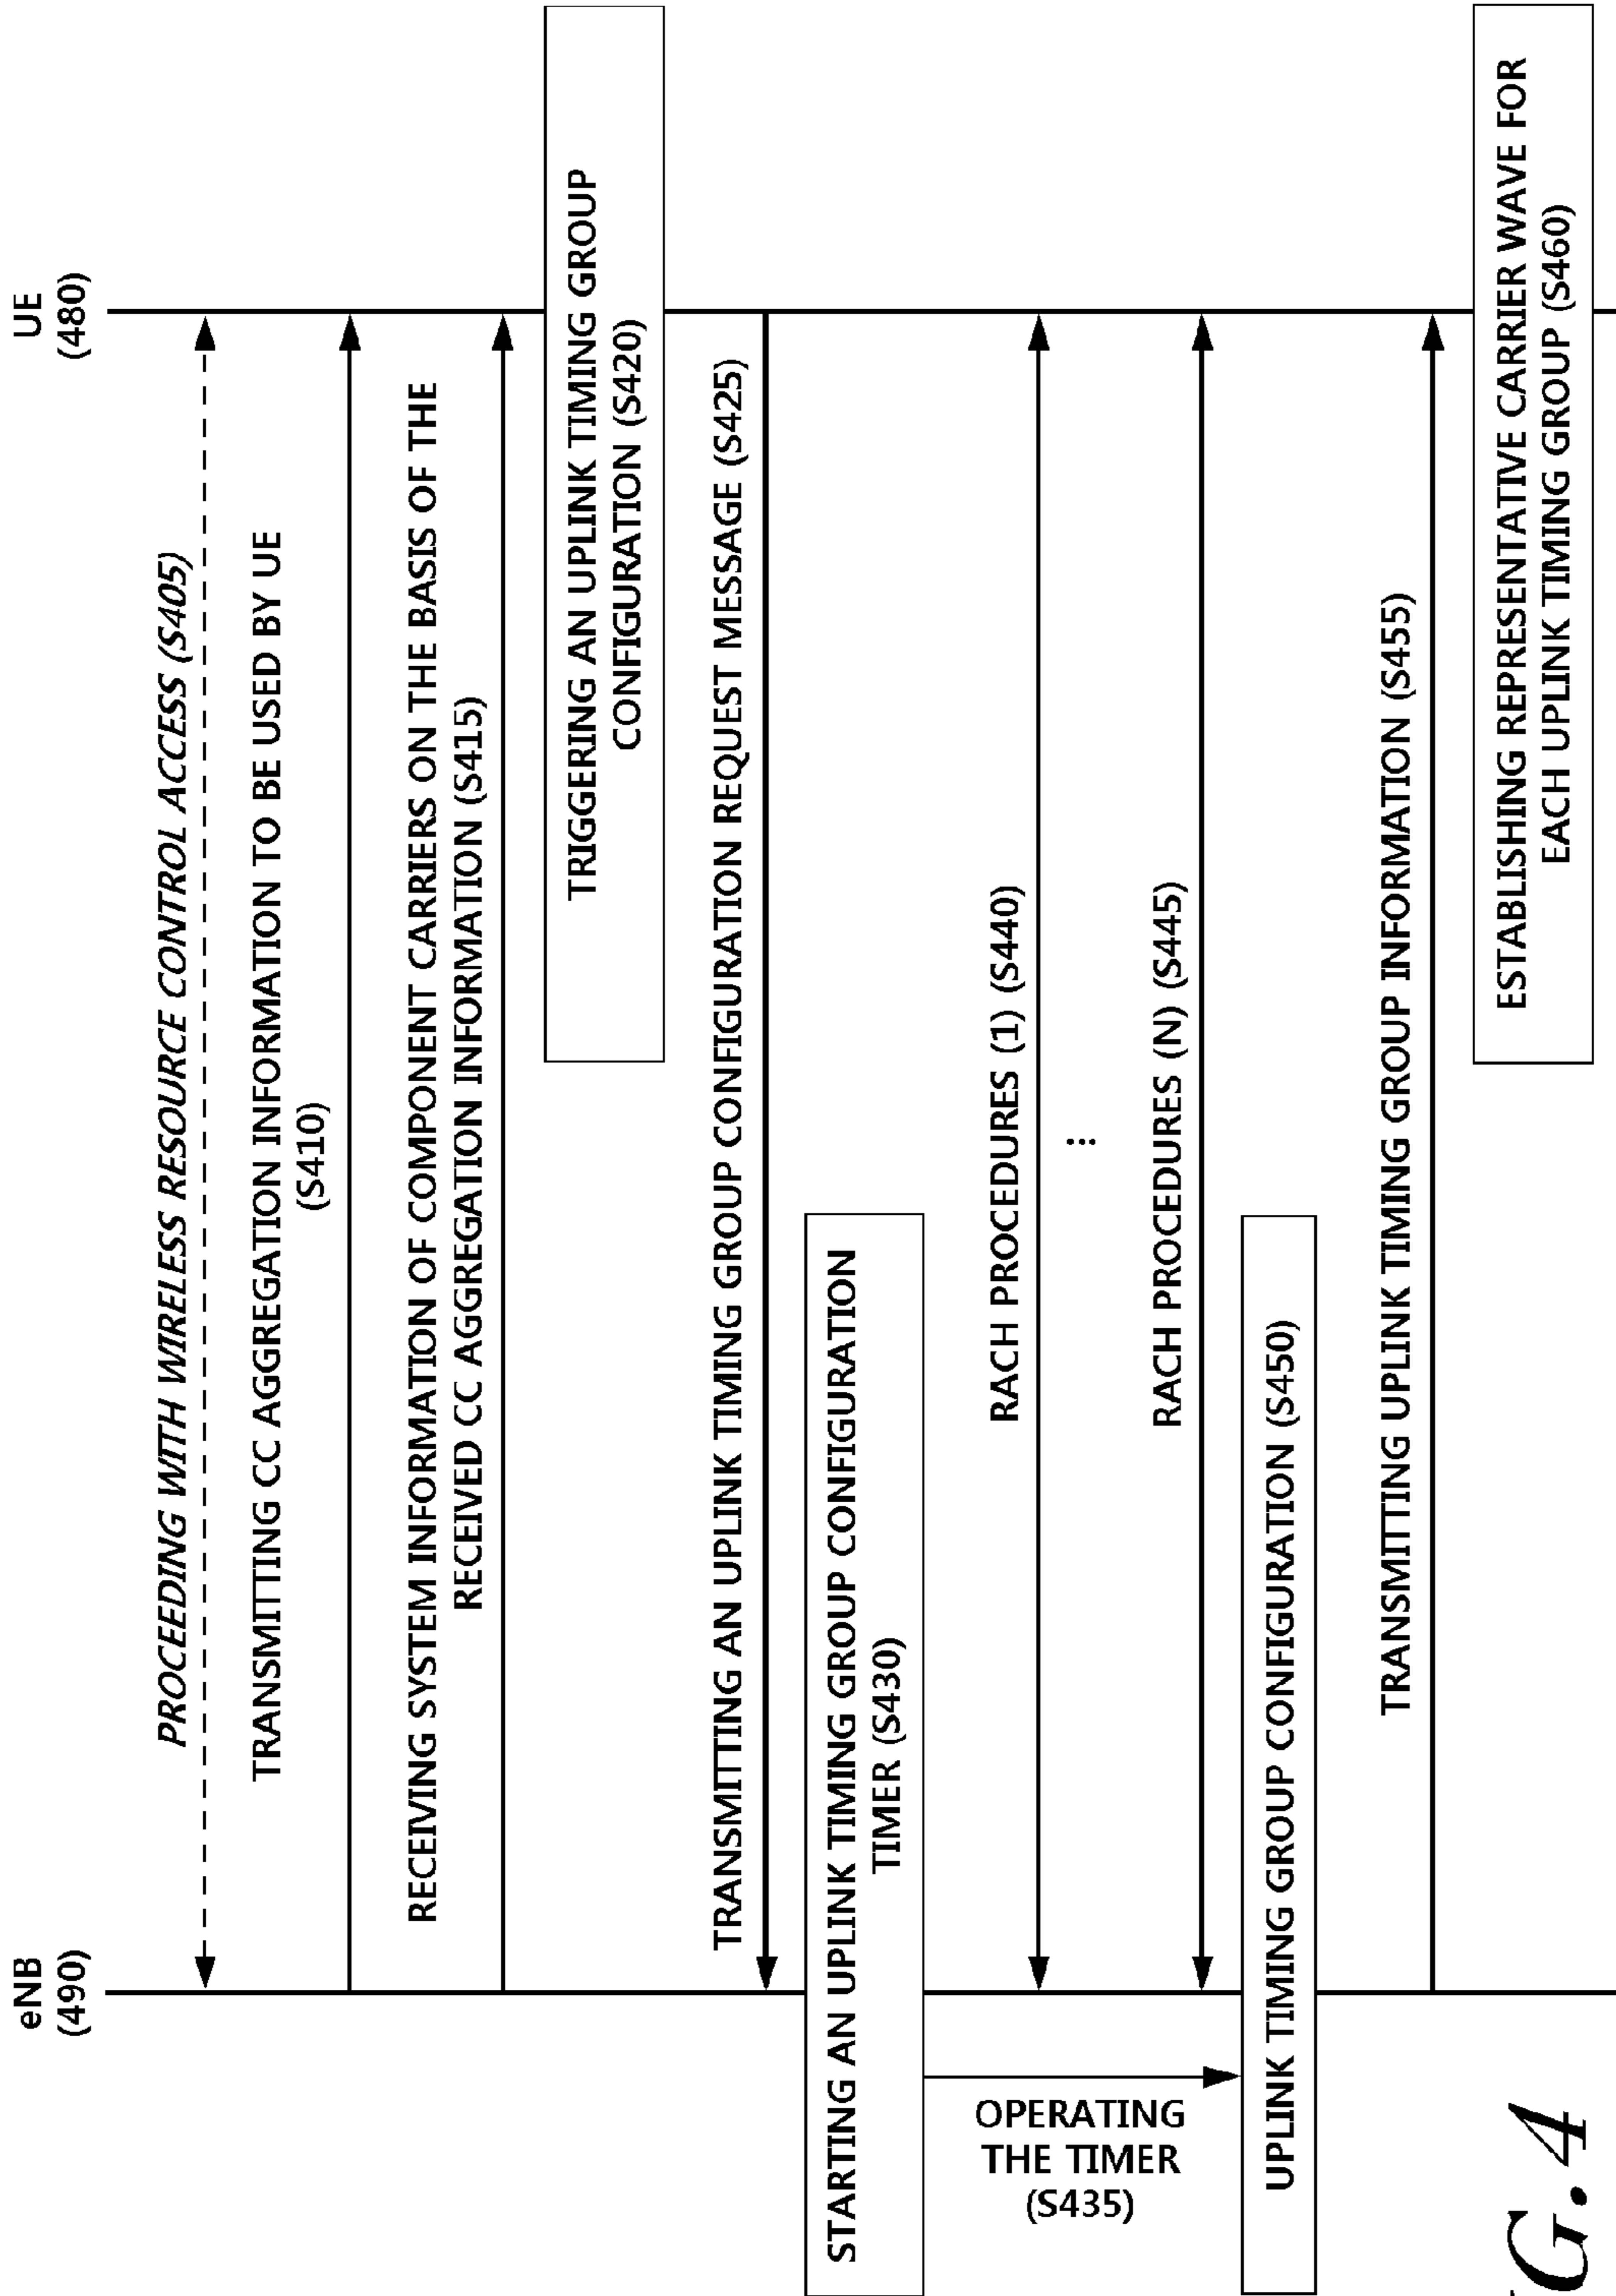 eNB
(490)
UE
(480)
PROCEEDING WITH WIRELESS RESOURCE CONTROL ACCESS (S405)
TRANSMITTING CC AGGREGATION INFORMATION TO BE USED BY UE
(S410)
RECEIVING SYSTEM INFORMATION OF COMPONENT CARRIERS ON THE BASIS OF THE
RECEIVED CC AGGREGATION INFORMATION (S415)
TRIGGERING AN UPLINK TIMING GROUP
CONFIGURATION (S420)
TRANSMITTING AN UPLINK TIMING GROUP CONFIGURATION REQUEST MESSAGE (S425)
STARTING AN UPLINK TIMING GROUP CONFIGURATION
TIMER (S430)
OPERATING
THE TIMER
(S435)
RACH PROCEDURES (1) (S440)
...
RACH PROCEDURES (N) (S445)
UPLINK TIMING GROUP CONFIGURATION (S450)
TRANSMITTING UPLINK TIMING GROUP INFORMATION (S455)
ESTABLISHING REPRESENTATIVE CARRIER WAVE FOR
EACH UPLINK TIMING GROUP (S460)
G.4